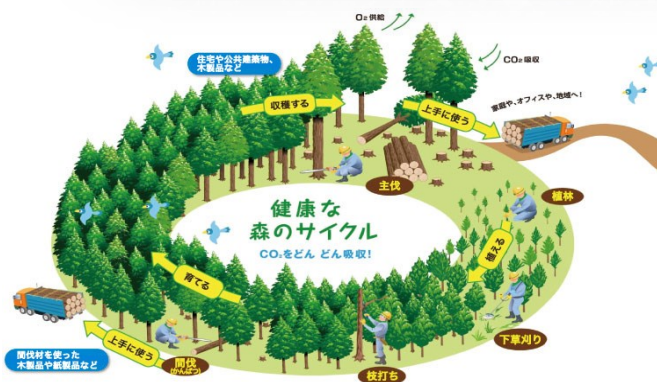 O₂ 供給
CO₂ 吸収
住宅や公共建築物、
木製品など
収穫する
上手に使う
家庭や、オフィスや、地域へ!
主伐
植林
健康な
森のサイクル
CO₂をどん どん吸収!
植える
育てる
下草刈り
上手に使う
間伐
(かんばつ)
枝打ち
間伐材を使った
木製品や紙製品など